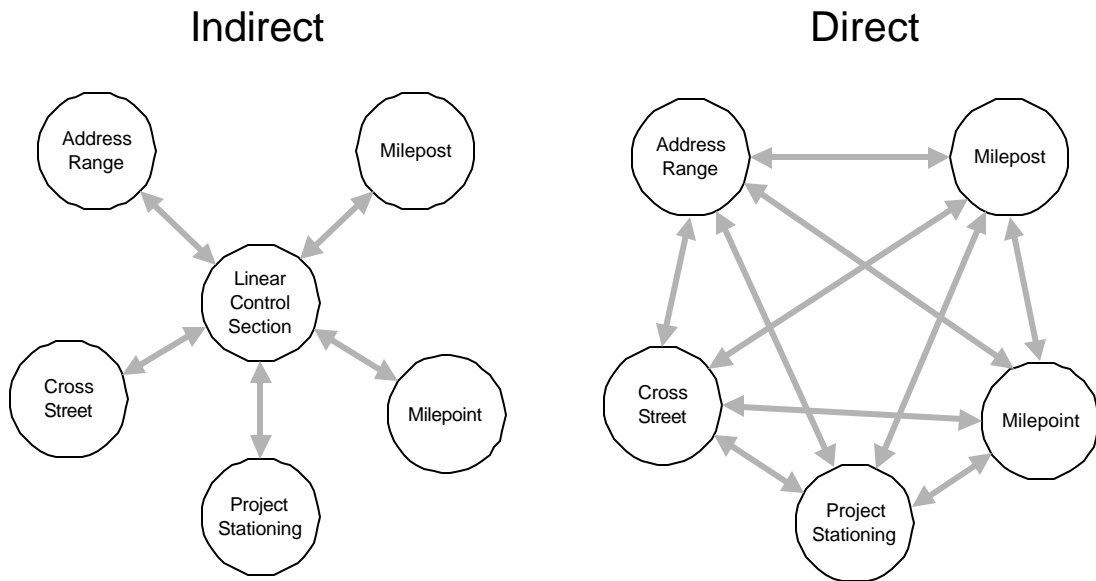 Indirect
Address
Range
Milepost
Linear
Control
Section
Cross
Street
Milepoint
Project
Stationing
Direct
Address
Range
Milepost
Cross
Street
Milepoint
Project
Stationing